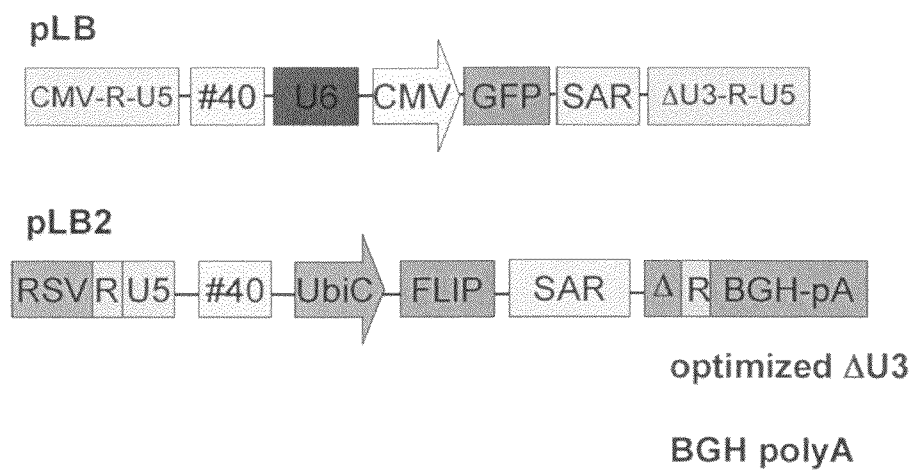 pLB
CMV-R-U5 #40 U6 CMV GFP SAR ΔU3-R-U5
pLB2
RSV R U5 #40 UbiC FLIP SAR Δ R BGH-pA
optimized ΔU3
BGH polyA